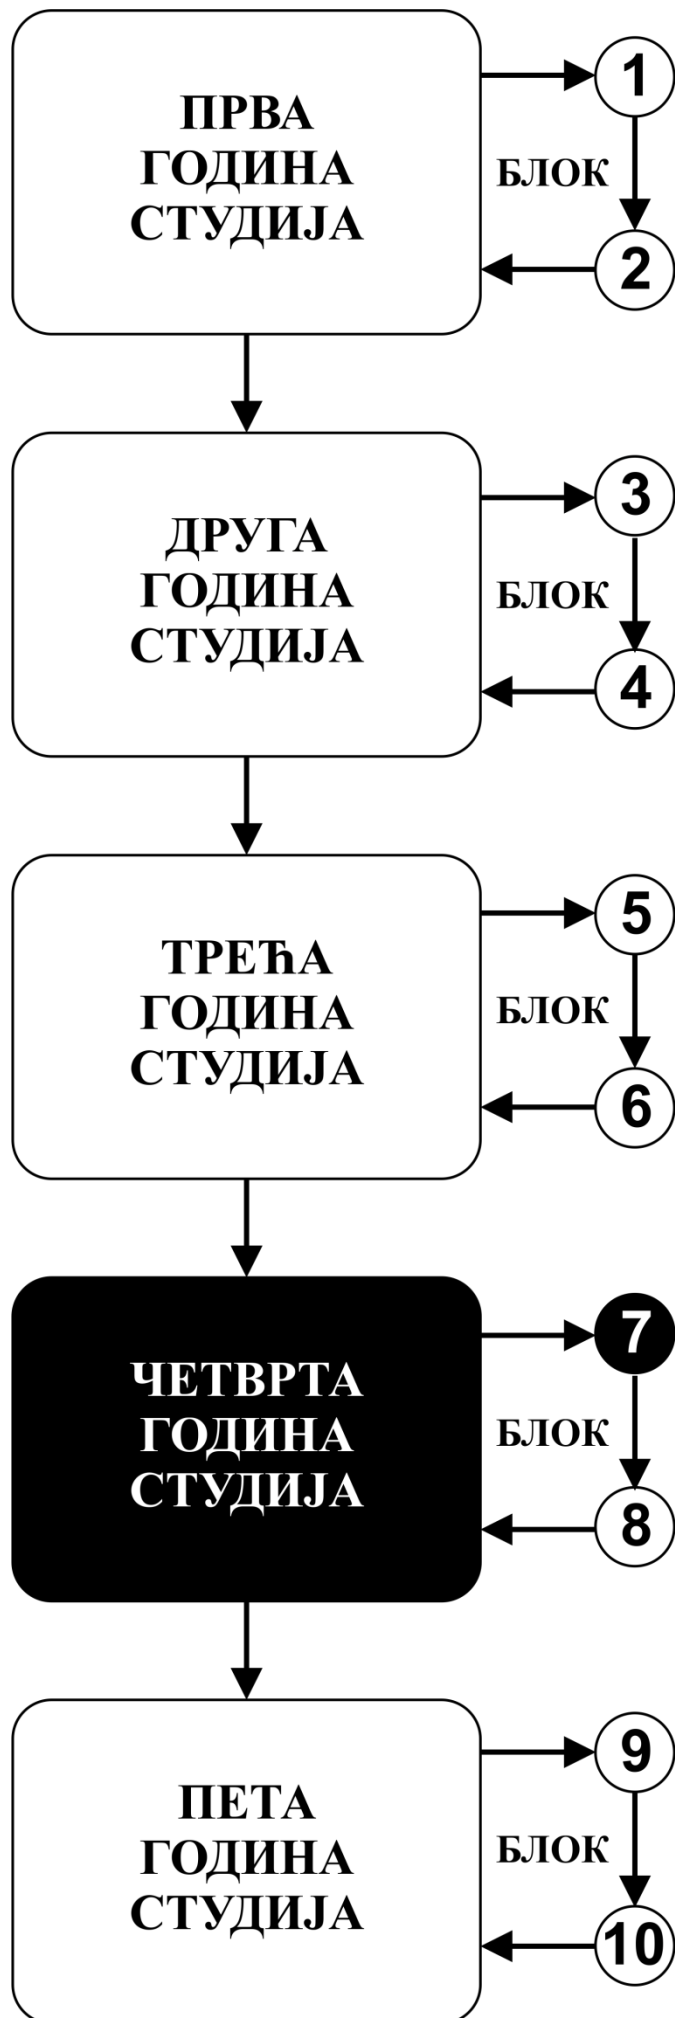 ПРВА
ГОДИНА
СТУДИЈА
1
БЛОК
2
ДРУГА
ГОДИНА
СТУДИЈА
3
БЛОК
4
ТРЕЋА
ГОДИНА
СТУДИЈА
5
БЛОК
6
ЧЕТВРТА
ГОДИНА
СТУДИЈА
7
БЛОК
8
ПЕТА
ГОДИНА
СТУДИЈА
9
БЛОК
10